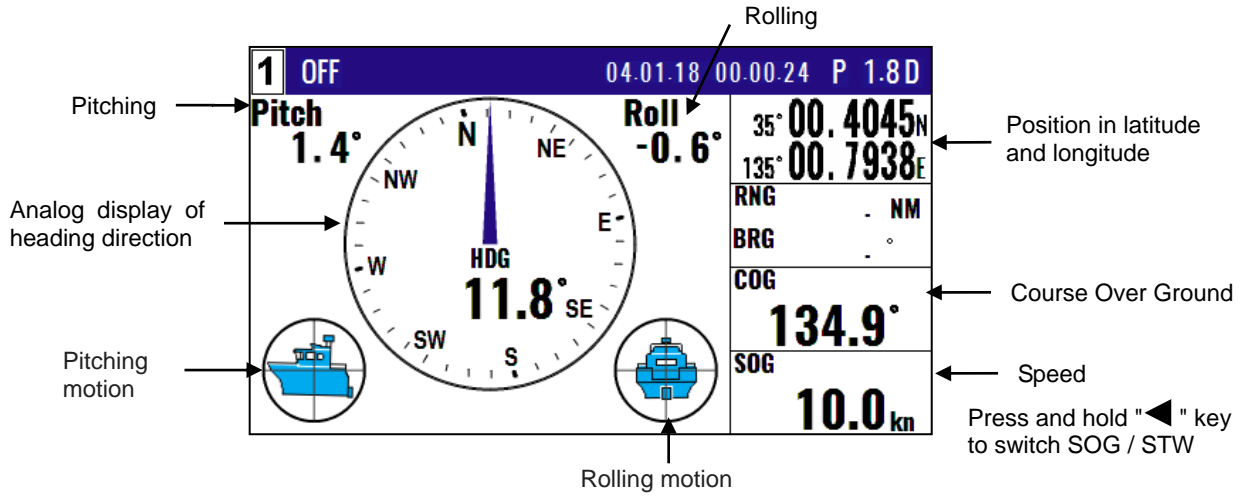 Rolling
1 OFF 04.01.18 00.00.24 P 1.8D
Pitching
Pitch
1.4°
Roll
-0.6°
35° 00.4045N
135° 00.7938E
Position in latitude
and longitude
N
NE
NW
E
W
SE
SW
S
HDG
11.8°
Analog display of
heading direction
RNG . NM
BRG . °
COG
134.9°
Course Over Ground
Pitching
motion
SOG
10.0kn
Speed
Press and hold "◀ " key
to switch SOG / STW
Rolling motion